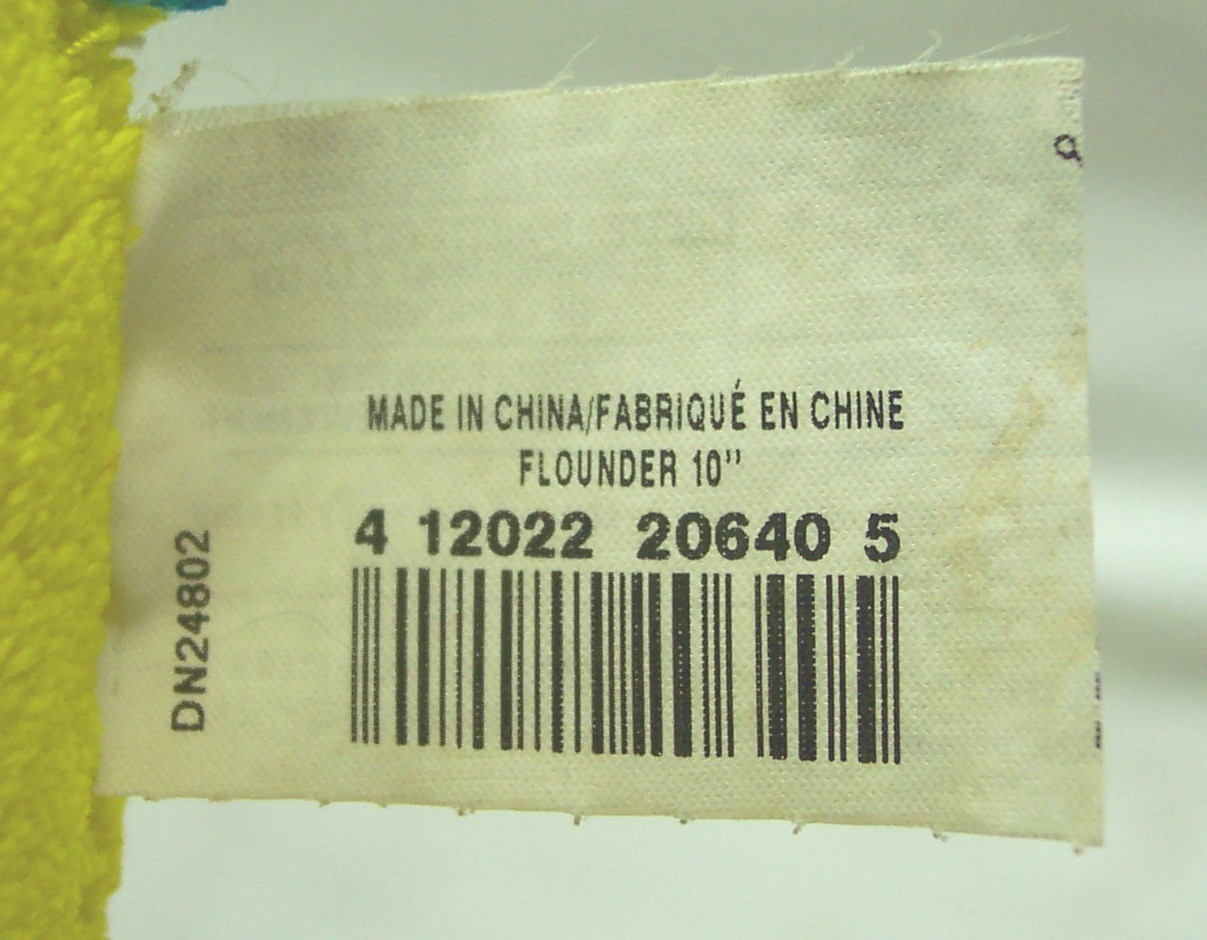 MADE IN CHINA/FABRIQUÉ EN CHINE
FLOUNDER 10"
4 12022 20640 5
DN24802